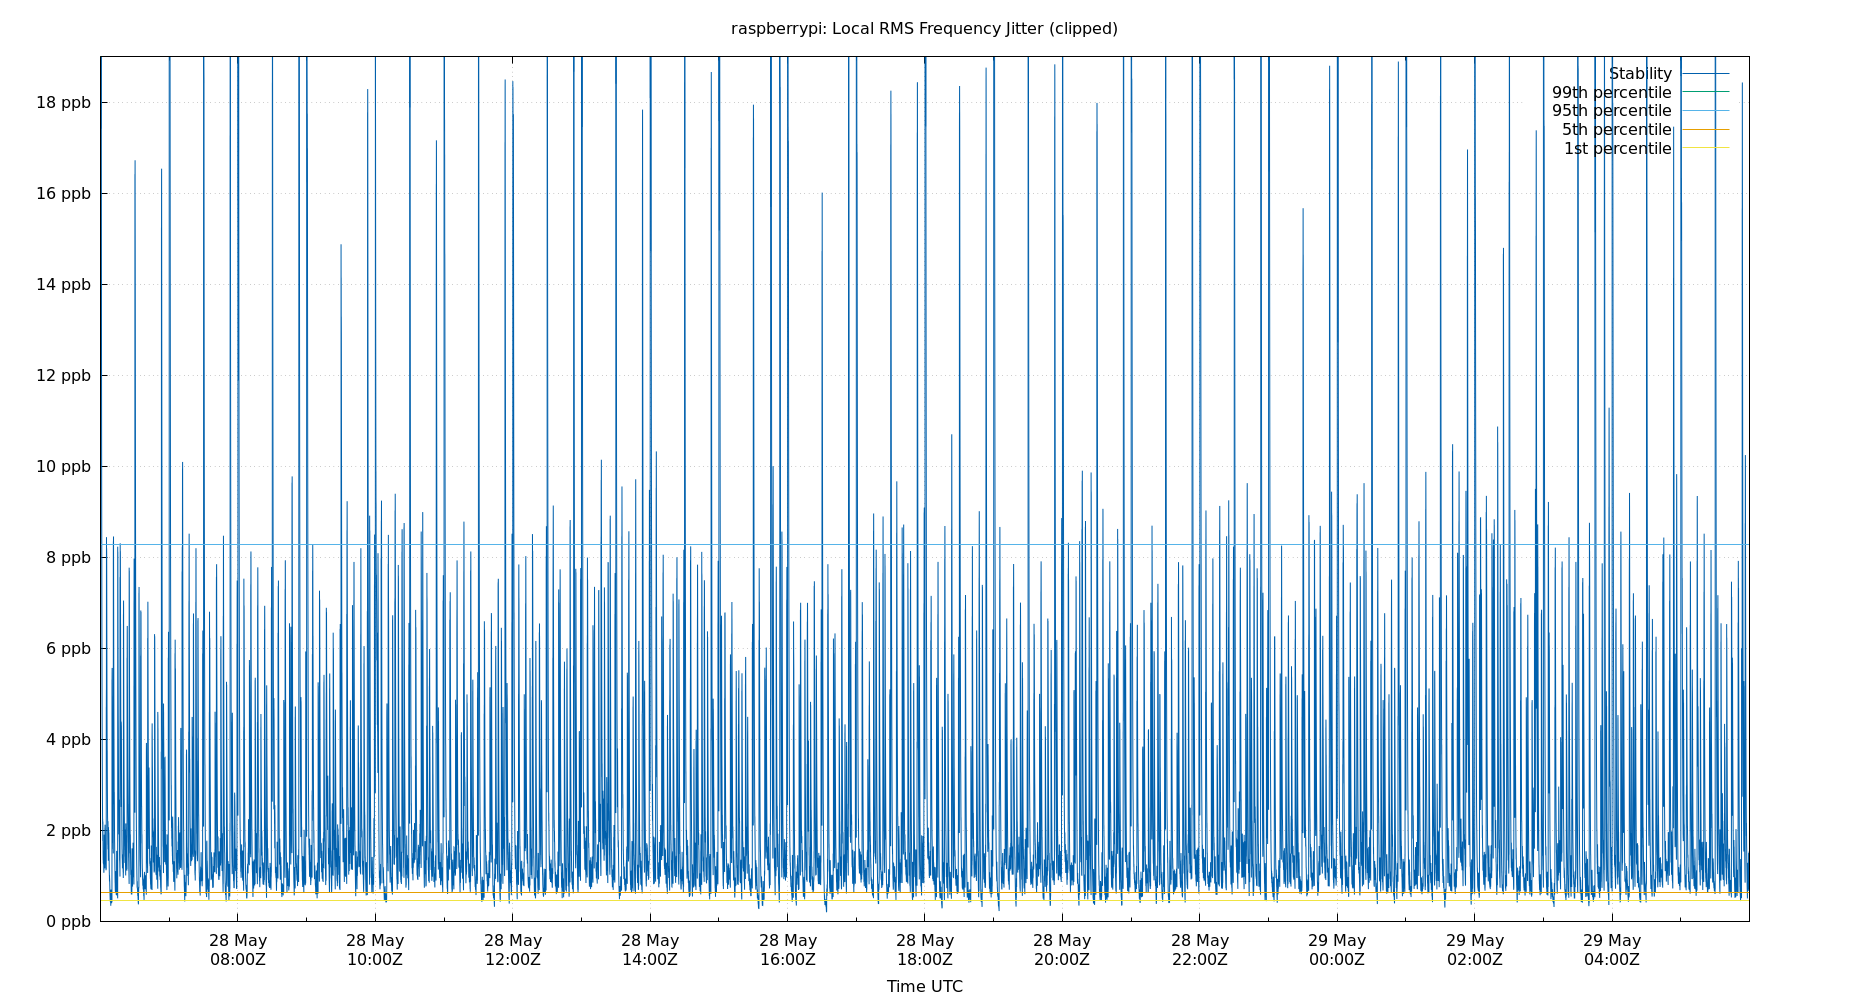 raspberrypi: Local RMS Frequency Jitter (clipped)
Stability
99th percentile
95th percentile
5th percentile
1st percentile
18 ppb
16 ppb
14 ppb
12 ppb
10 ppb
8 ppb
6 ppb
4 ppb
2 ppb
0 ppb
28 May 28 May 28 May 28 May 28 May 28 May 28 May 28 May 29 May 29 May 29 May
08:00Z 10:00Z 12:00Z 14:00Z 16:00Z 18:00Z 20:00Z 22:00Z 00:00Z 02:00Z 04:00Z
Time UTC